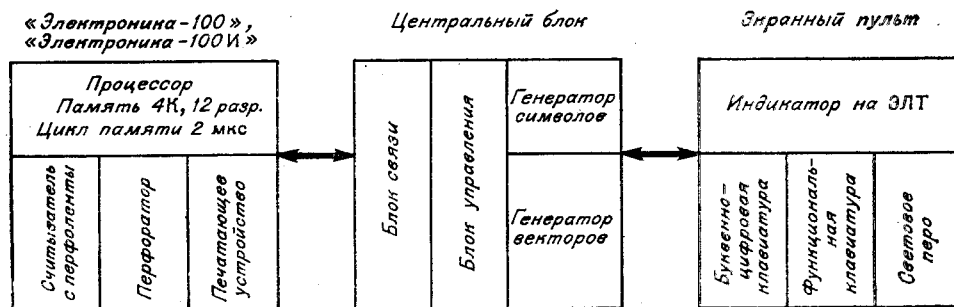 «Электроника-100»,
«Электроника-100И»
Центральный блок
Экранный пульт
Процессор
Память 4К, 12 разр.
Цикл памяти 2 мкс
Считыватель
с перфоленты
Перфоратор
Печатающее
устройство
Блок связи
Блок управления
Генератор
символов
Генератор
векторов
Индикатор на ЭЛТ
Буквенно-
цифровая
клавиатура
Функциональ-
ная
клавиатура
Световое
перо